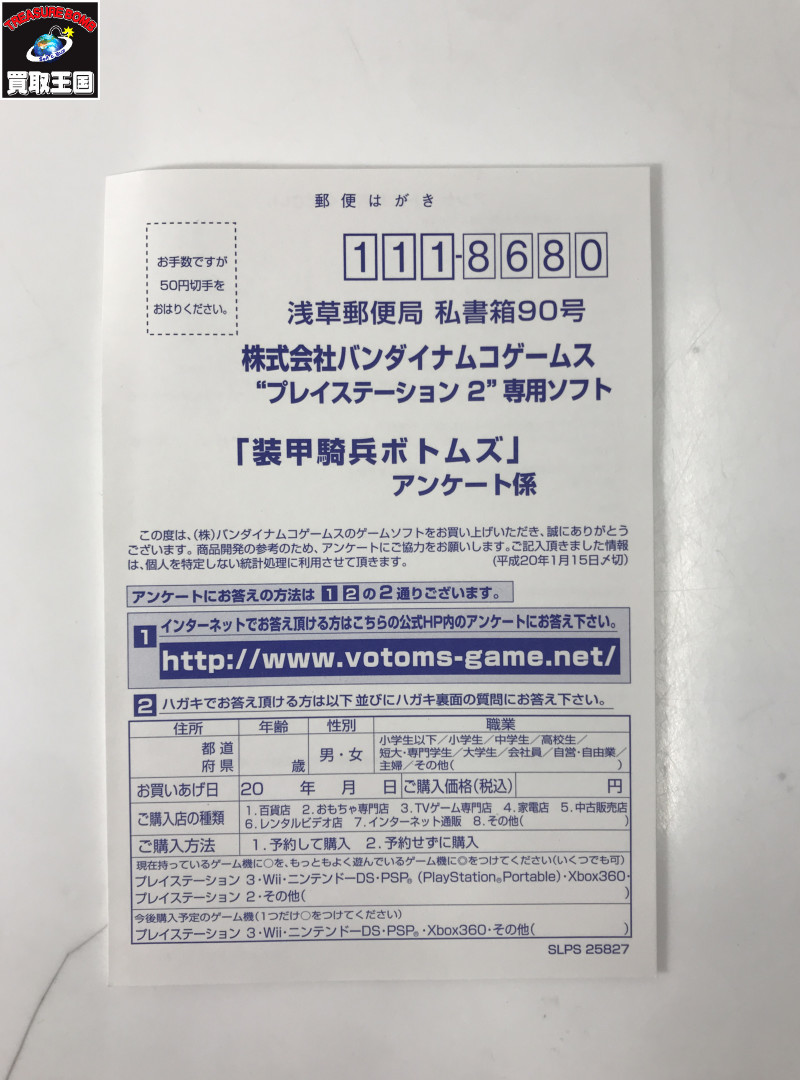 TREASURE BOMB
Sell & Buy
買取王国
郵便はがき
お手数ですが
50円切手を
おはりください。
111-8680
浅草郵便局 私書箱90号
株式会社バンダイナムコゲームス
“プレイステーション 2”専用ソフト
「装甲騎兵ボトムズ」
アンケート係
この度は、(株)バンダイナムコゲームスのゲームソフトをお買い上げいただき、誠にありがとう
ございます。商品開発の参考のため、アンケートにご協力をお願いします。ご記入頂きました情報
は、個人を特定しない統計処理に利用させて頂きます。 (平成20年1月15日〆切)
アンケートにお答えの方法は 1 2 の2通りございます。
1 インターネットでお答え頂ける方はこちらの公式HP内のアンケートにお答え下さい。
http://www.votoms-game.net/
2 ハガキでお答え頂ける方は以下 並びにハガキ裏面の質問にお答え下さい。
住所 年齢 性別 職業
都 道
府 県 歳 男・女 小学生以下/小学生/中学生/高校生/
短大・専門学生/大学生/会社員/自営・自由業/
主婦/その他( )
お買いあげ日 20 年 月 日 ご購入価格(税込) 円
ご購入店の種類 1.百貨店 2.おもちゃ専門店 3.TVゲーム専門店 4.家電店 5.中古販売店
6.レンタルビデオ店 7.インターネット通販 8.その他( )
ご購入方法 1.予約して購入 2.予約せずに購入
現在持っているゲーム機に○を、もっともよく遊んでいるゲーム機に◎をつけてください(いくつでも可)
プレイステーション 3・Wii・ニンテンドーDS・PSP®(PlayStation®Portable)・Xbox360・
プレイステーション 2・その他( )
今後購入予定のゲーム機(1つだけ○をつけてください)
プレイステーション 3・Wii・ニンテンドーDS・PSP®・Xbox360・その他( )
SLPS 25827